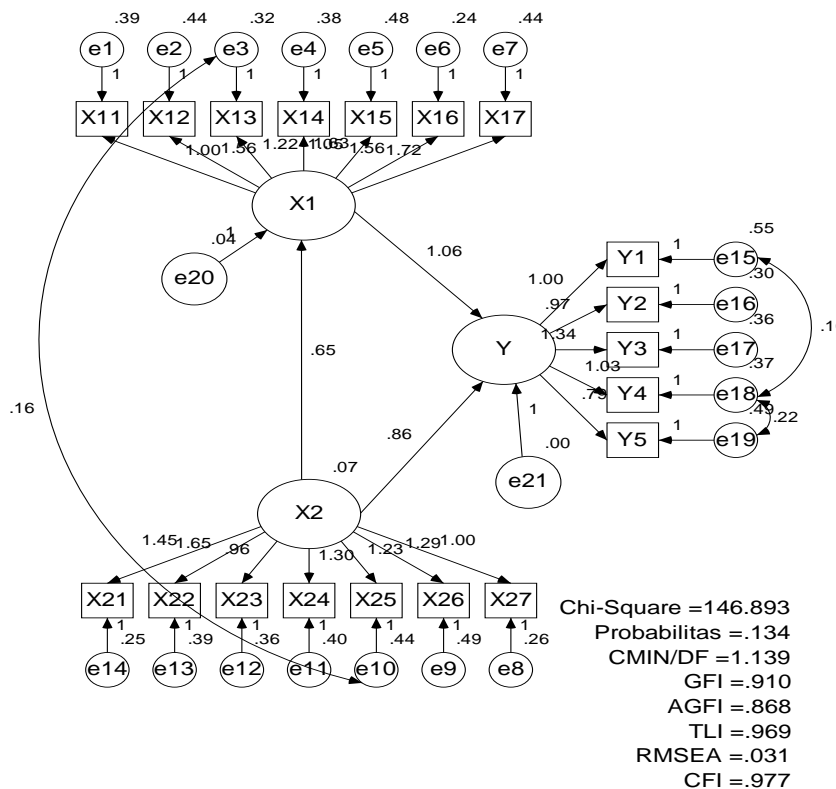 .39 .44 .32 .38 .48 .24 .44
e1 e2 e3 e4 e5 e6 e7
1 1 1 1 1 1 1
X11 X12 X13 X14 X15 X16 X17
1.00 1.56 1.22 1.56 1.72
X1
.04 1
e20
1.06
.65
.16
.86
.07
Y
1
.00
e21
1.00
.97
1.34
1.03
.79
Y1 1 e15 .55
Y2 1 e16 .30
Y3 1 e17 .36
Y4 1 e18 .37
Y5 1 e19 .49
.22
X2
1.45 1.65 .96 1.30 1.23 1.29 1.00
X21 X22 X23 X24 X25 X26 X27
1 1 1 1 1 1 1
.25 .39 .36 .40 .44 .49 .26
e14 e13 e12 e11 e10 e9 e8
Chi-Square =146.893
Probabilitas =.134
CMIN/DF =1.139
GFI =.910
AGFI =.868
TLI =.969
RMSEA =.031
CFI =.977